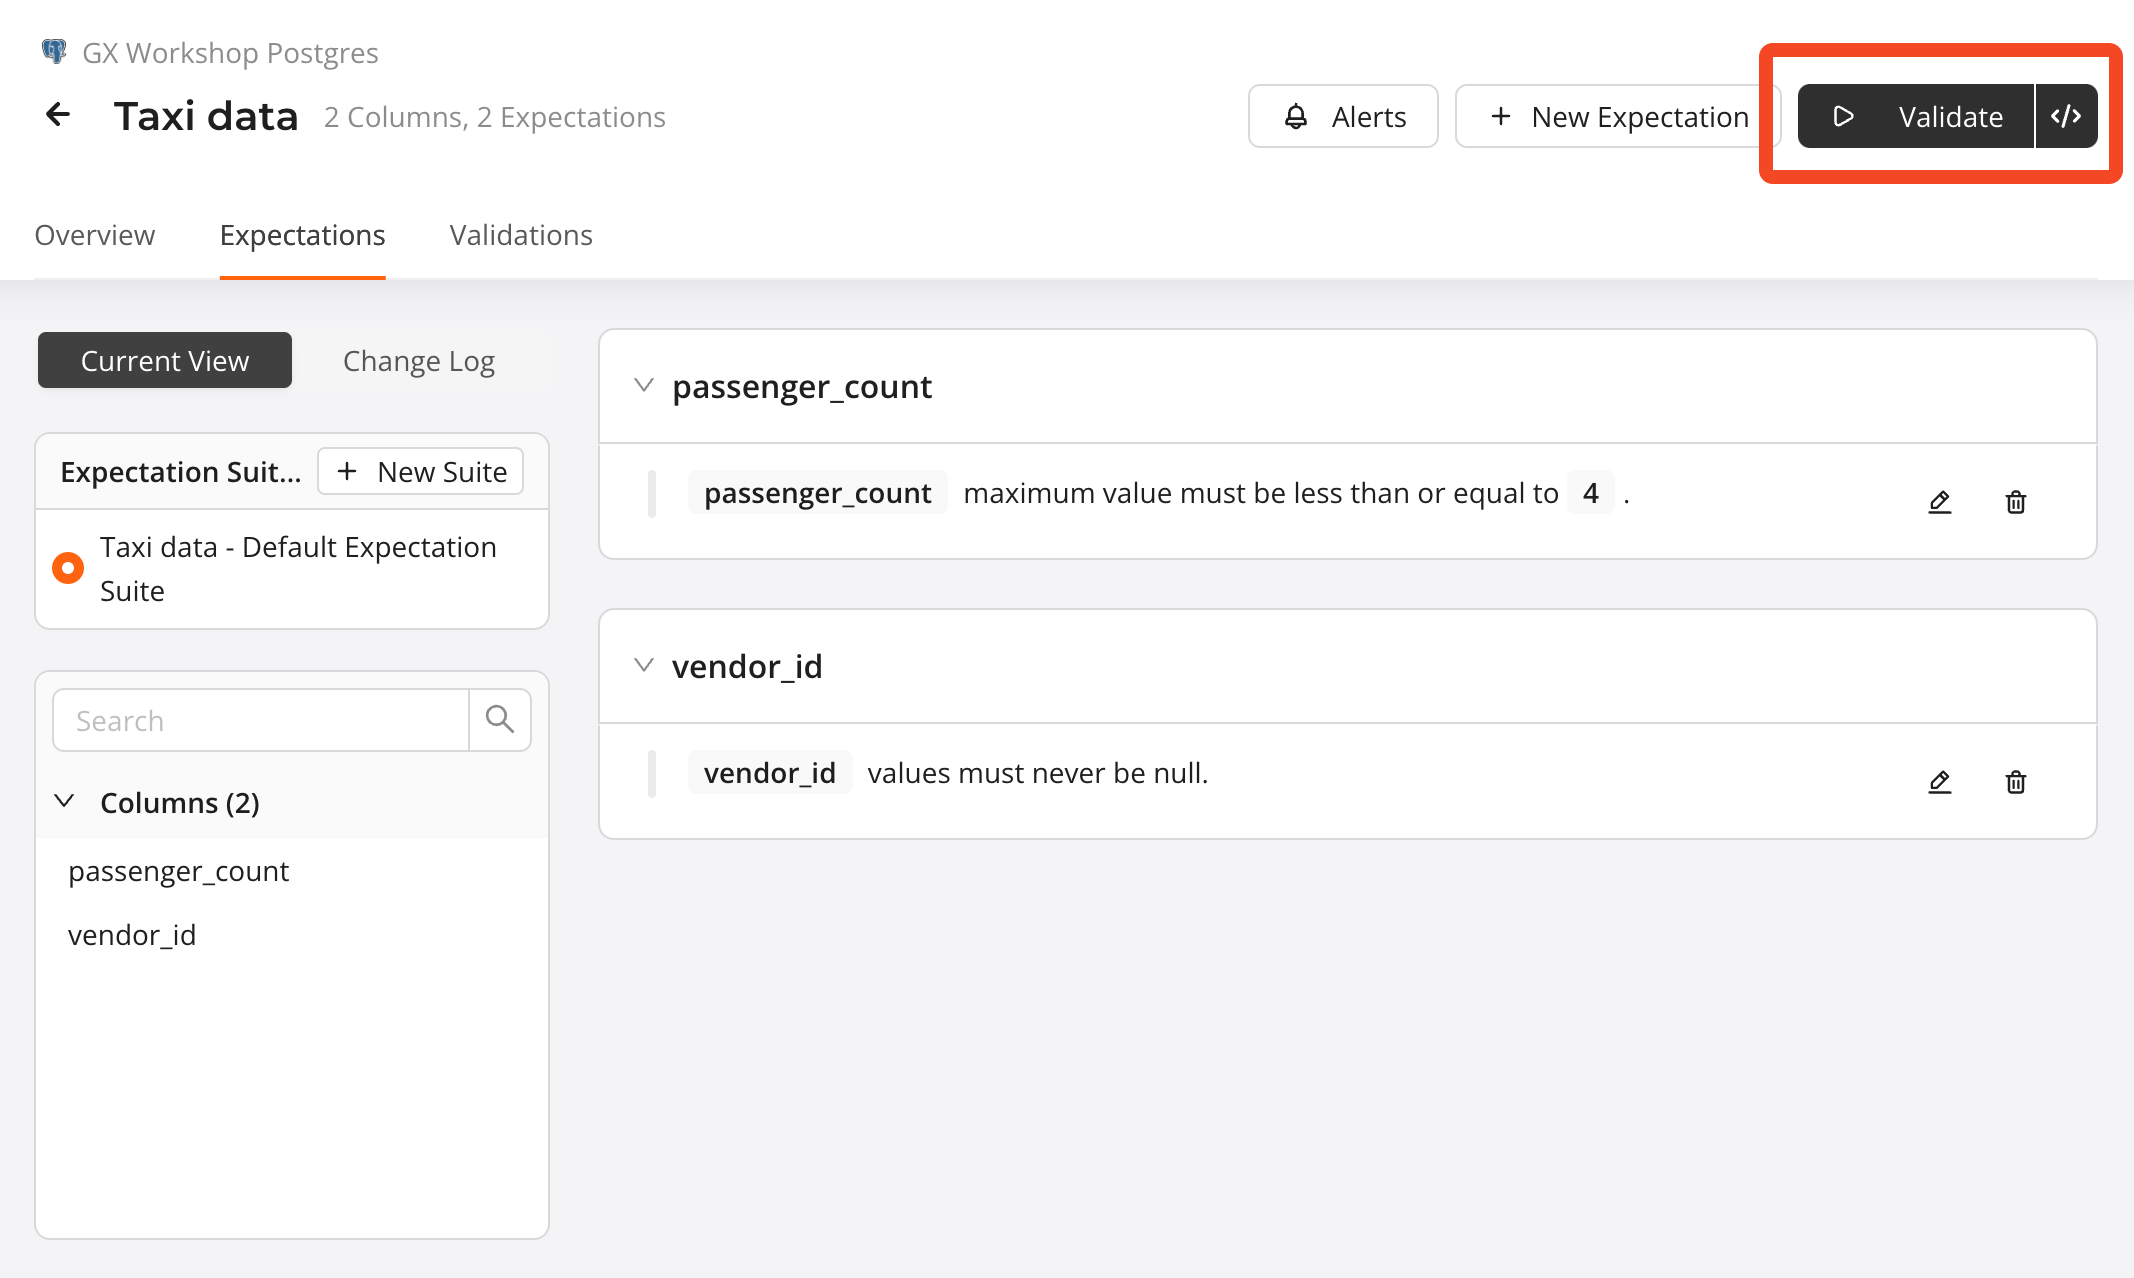 GX Workshop Postgres
Taxi data 2 Columns, 2 Expectations
Alerts
+ New Expectation
Validate </>
Overview Expectations Validations
Current View Change Log
Expectation Suit... + New Suite
Taxi data - Default Expectation
Suite
Search
Columns (2)
passenger_count
vendor_id
passenger_count
passenger_count maximum value must be less than or equal to 4 .
vendor_id
vendor_id values must never be null.